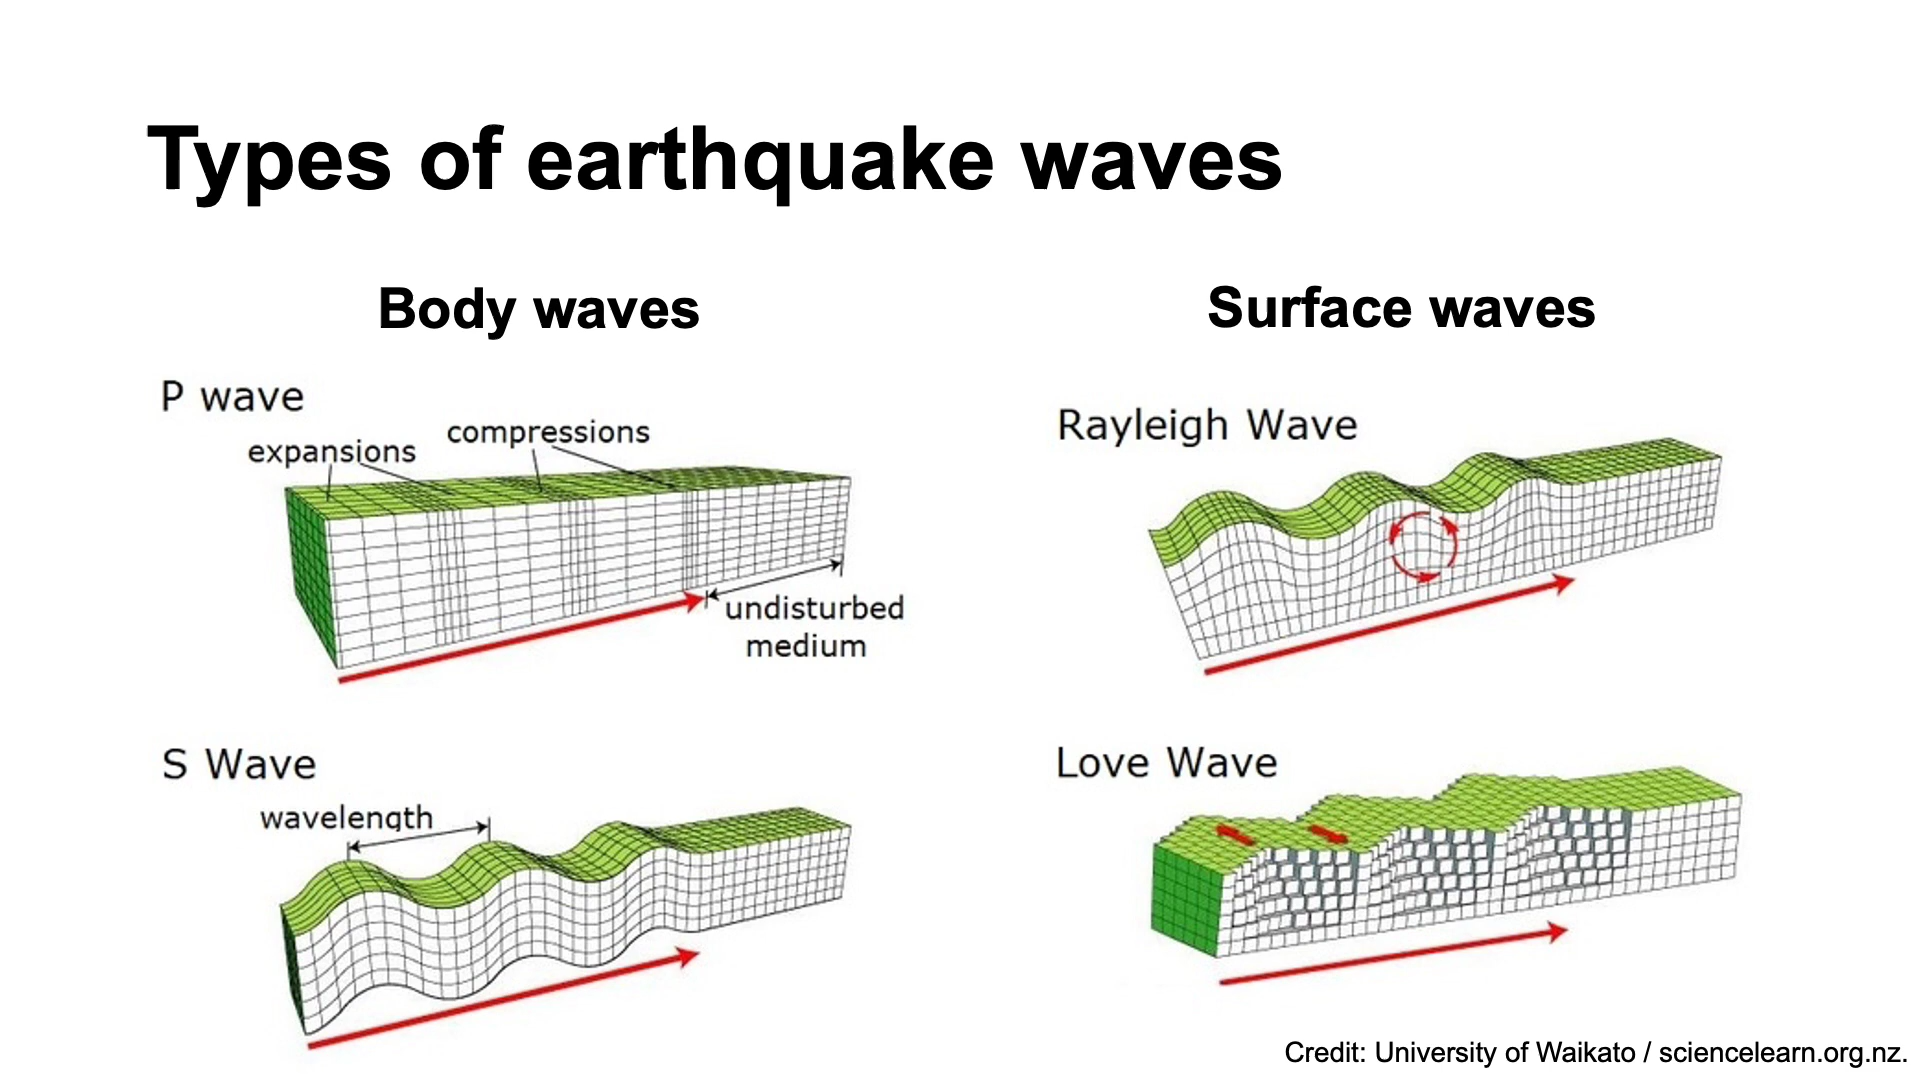 Types of earthquake waves
Body waves
P wave
expansions
compressions
undisturbed
medium
S Wave
wavelength
Surface waves
Rayleigh Wave
Love Wave
Credit: University of Waikato / sciencelearn.org.nz.